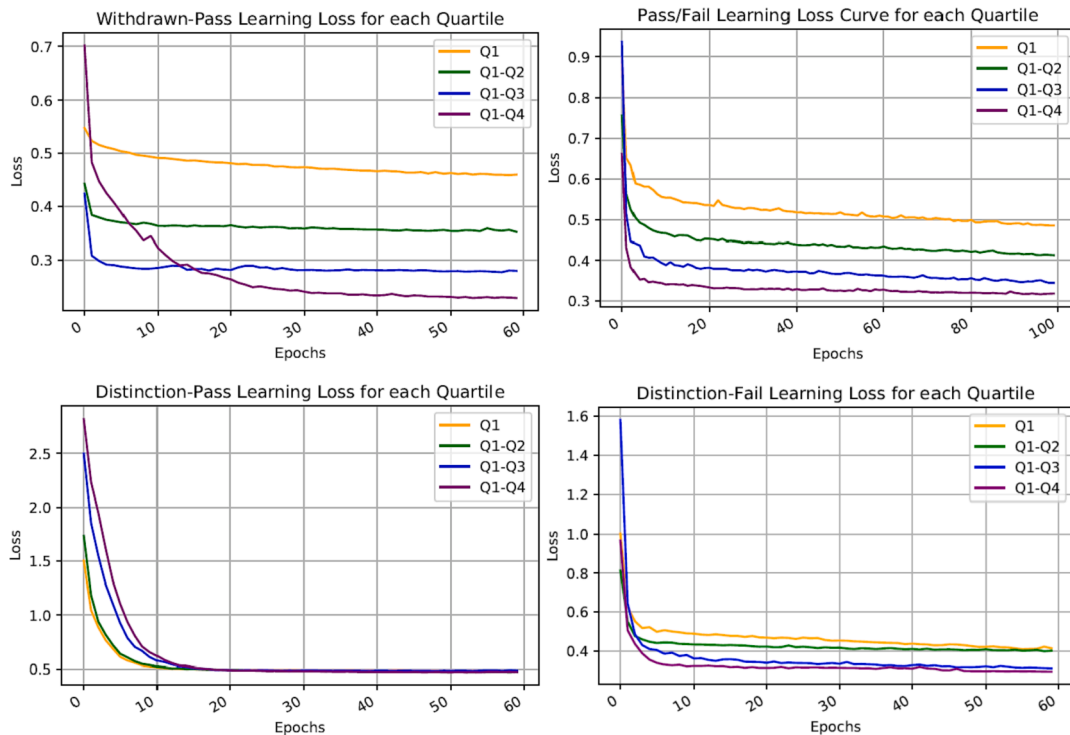 Withdrawn-Pass Learning Loss for each Quartile
0.7
0.6
0.5
0.4
0.3
Loss
Q1
Q1-Q2
Q1-Q3
Q1-Q4
0
10
20
30
40
50
60
Epochs
Pass/Fail Learning Loss Curve for each Quartile
0.9
0.8
0.7
0.6
0.5
0.4
0.3
Loss
Q1
Q1-Q2
Q1-Q3
Q1-Q4
0
20
40
60
80
100
Epochs
Distinction-Pass Learning Loss for each Quartile
2.5
2.0
1.5
1.0
0.5
Loss
Q1
Q1-Q2
Q1-Q3
Q1-Q4
0
10
20
30
40
50
60
Epochs
Distinction-Fail Learning Loss for each Quartile
1.6
1.4
1.2
1.0
0.8
0.6
0.4
Loss
Q1
Q1-Q2
Q1-Q3
Q1-Q4
0
10
20
30
40
50
60
Epochs